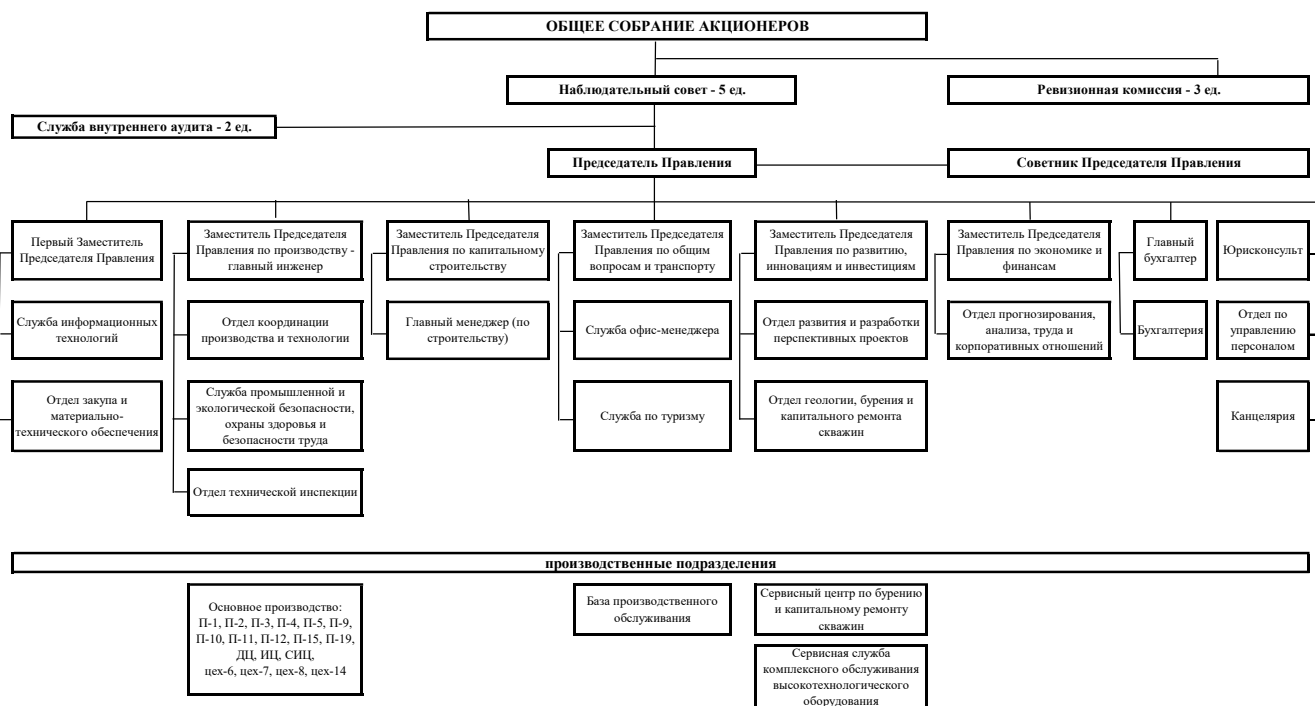 ОБЩЕЕ СОБРАНИЕ АКЦИОНЕРОВ
Наблюдательный совет - 5 ед.
Ревизионная комиссия - 3 ед.
Служба внутреннего аудита - 2 ед.
Председатель Правления
Советник Председателя Правления
Первый Заместитель
Председателя Правления
Заместитель Председателя
Правления по производству -
главный инженер
Заместитель Председателя
Правления по капитальному
строительству
Заместитель Председателя
Правления по общим
вопросам и транспорту
Заместитель Председателя
Правления по развитию,
инновациям и инвестициям
Заместитель Председателя
Правления по экономике и
финансам
Главный
бухгалтер
Юрисконсульт
Служба информационных
технологий
Отдел координации
производства и технологии
Главный менеджер (по
строительству)
Служба офис-менеджера
Отдел развития и разработки
перспективных проектов
Отдел прогнозирования,
анализа, труда и
корпоративных отношений
Бухгалтерия
Отдел по
управлению
персоналом
Отдел закупа и
материально-
технического обеспечения
Служба промышленной и
экологической безопасности,
охраны здоровья и
безопасности труда
Служба по туризму
Отдел геологии, бурения и
капитального ремонта
скважин
Канцелярия
Отдел технической инспекции
производственные подразделения
Основное производство:
П-1, П-2, П-3, П-4, П-5, П-9,
П-10, П-11, П-12, П-15, П-19,
ДЦ, ИЦ, СИЦ,
цех-6, цех-7, цех-8, цех-14
База производственного
обслуживания
Сервисный центр по бурению
и капитальному ремонту
скважин
Сервисная служба
комплексного обслуживания
высокотехнологического
оборудования